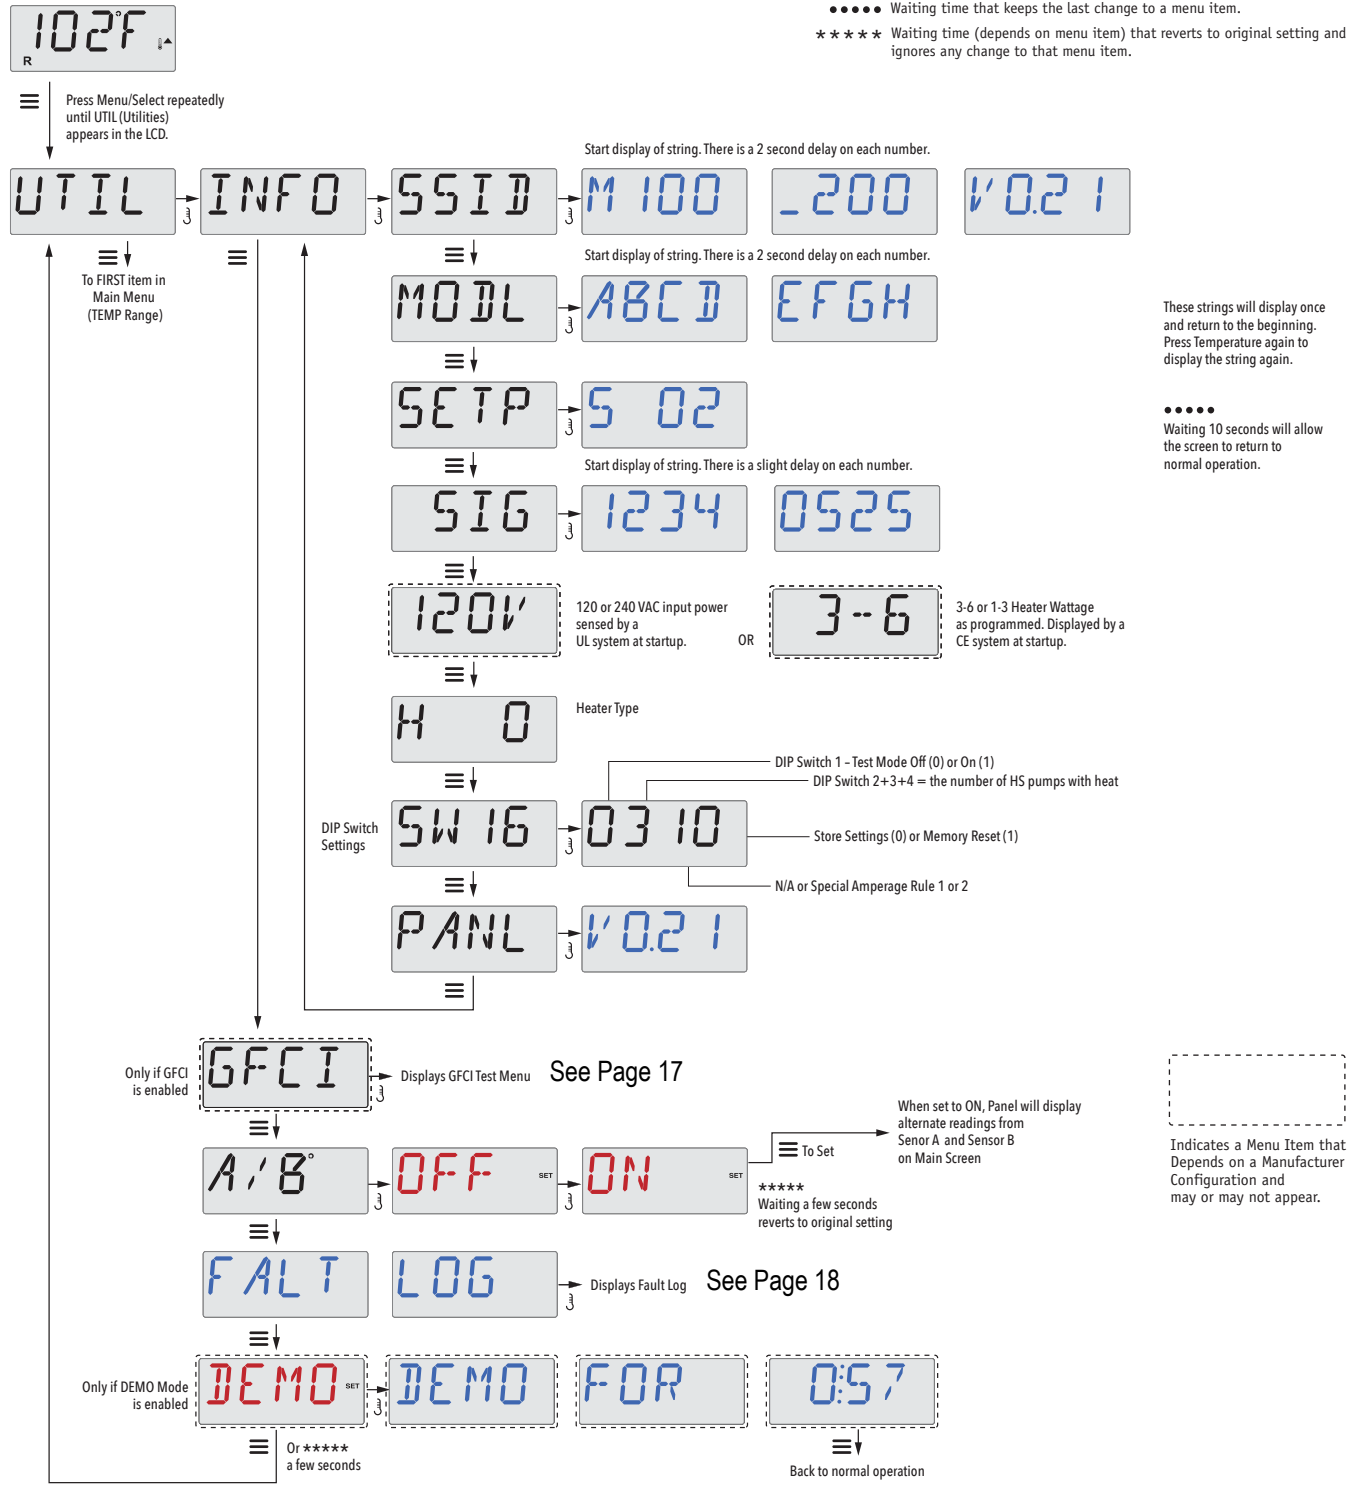 102°F
R
●●●●● Waiting time that keeps the last change to a menu item.
***** Waiting time (depends on menu item) that reverts to original setting and
ignores any change to that menu item.
Press Menu/Select repeatedly
until UTIL (Utilities)
appears in the LCD.
Start display of string. There is a 2 second delay on each number.
UTIL INFO SSID M100 _200 V0.21
To FIRST item in
Main Menu
(TEMP Range)
Start display of string. There is a 2 second delay on each number.
MODL ABCD EFGH
These strings will display once
and return to the beginning.
Press Temperature again to
display the string again.
●●●●●
Waiting 10 seconds will allow
the screen to return to
normal operation.
SETP S 02
Start display of string. There is a slight delay on each number.
SIG 1234 0525
120V
120 or 240 VAC input power
sensed by a
UL system at startup.
OR
3-6
3-6 or 1-3 Heater Wattage
as programmed. Displayed by a
CE system at startup.
H 0
Heater Type
DIP Switch 1 – Test Mode Off (0) or On (1)
DIP Switch 2+3+4 = the number of HS pumps with heat
DIP Switch
Settings
SW16 0310
Store Settings (0) or Memory Reset (1)
N/A or Special Amperage Rule 1 or 2
PANL V0.21
Only if GFCI
is enabled
GFCI
Displays GFCI Test Menu
See Page 17
A/B° OFF SET ON SET
To Set
When set to ON, Panel will display
alternate readings from
Senor A and Sensor B
on Main Screen
*****
Waiting a few seconds
reverts to original setting
Indicates a Menu Item that
Depends on a Manufacturer
Configuration and
may or may not appear.
FALT LOG
Displays Fault Log
See Page 18
Only if DEMO Mode
is enabled
DEMO SET DEMO FOR 0:57
Or *****
a few seconds
Back to normal operation